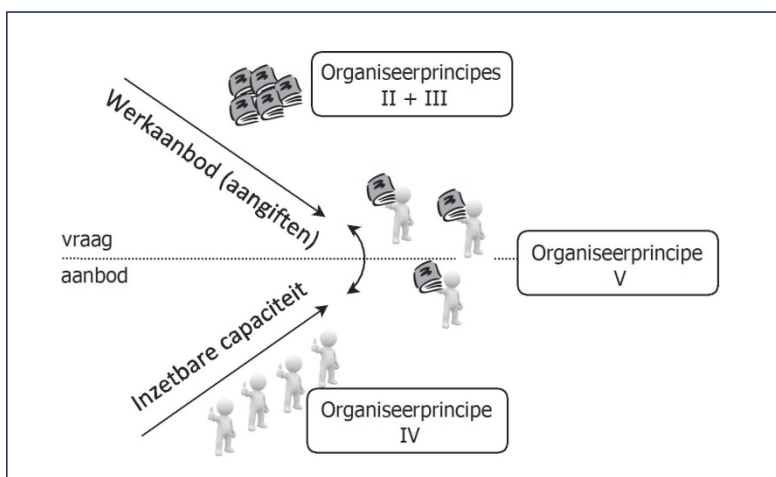 Organiseerprincipes
II + III
Werkaanbod (aangiften)
vraag
aanbod
Organiseerprincipe
V
Inzetbare capaciteit
Organiseerprincipe
IV